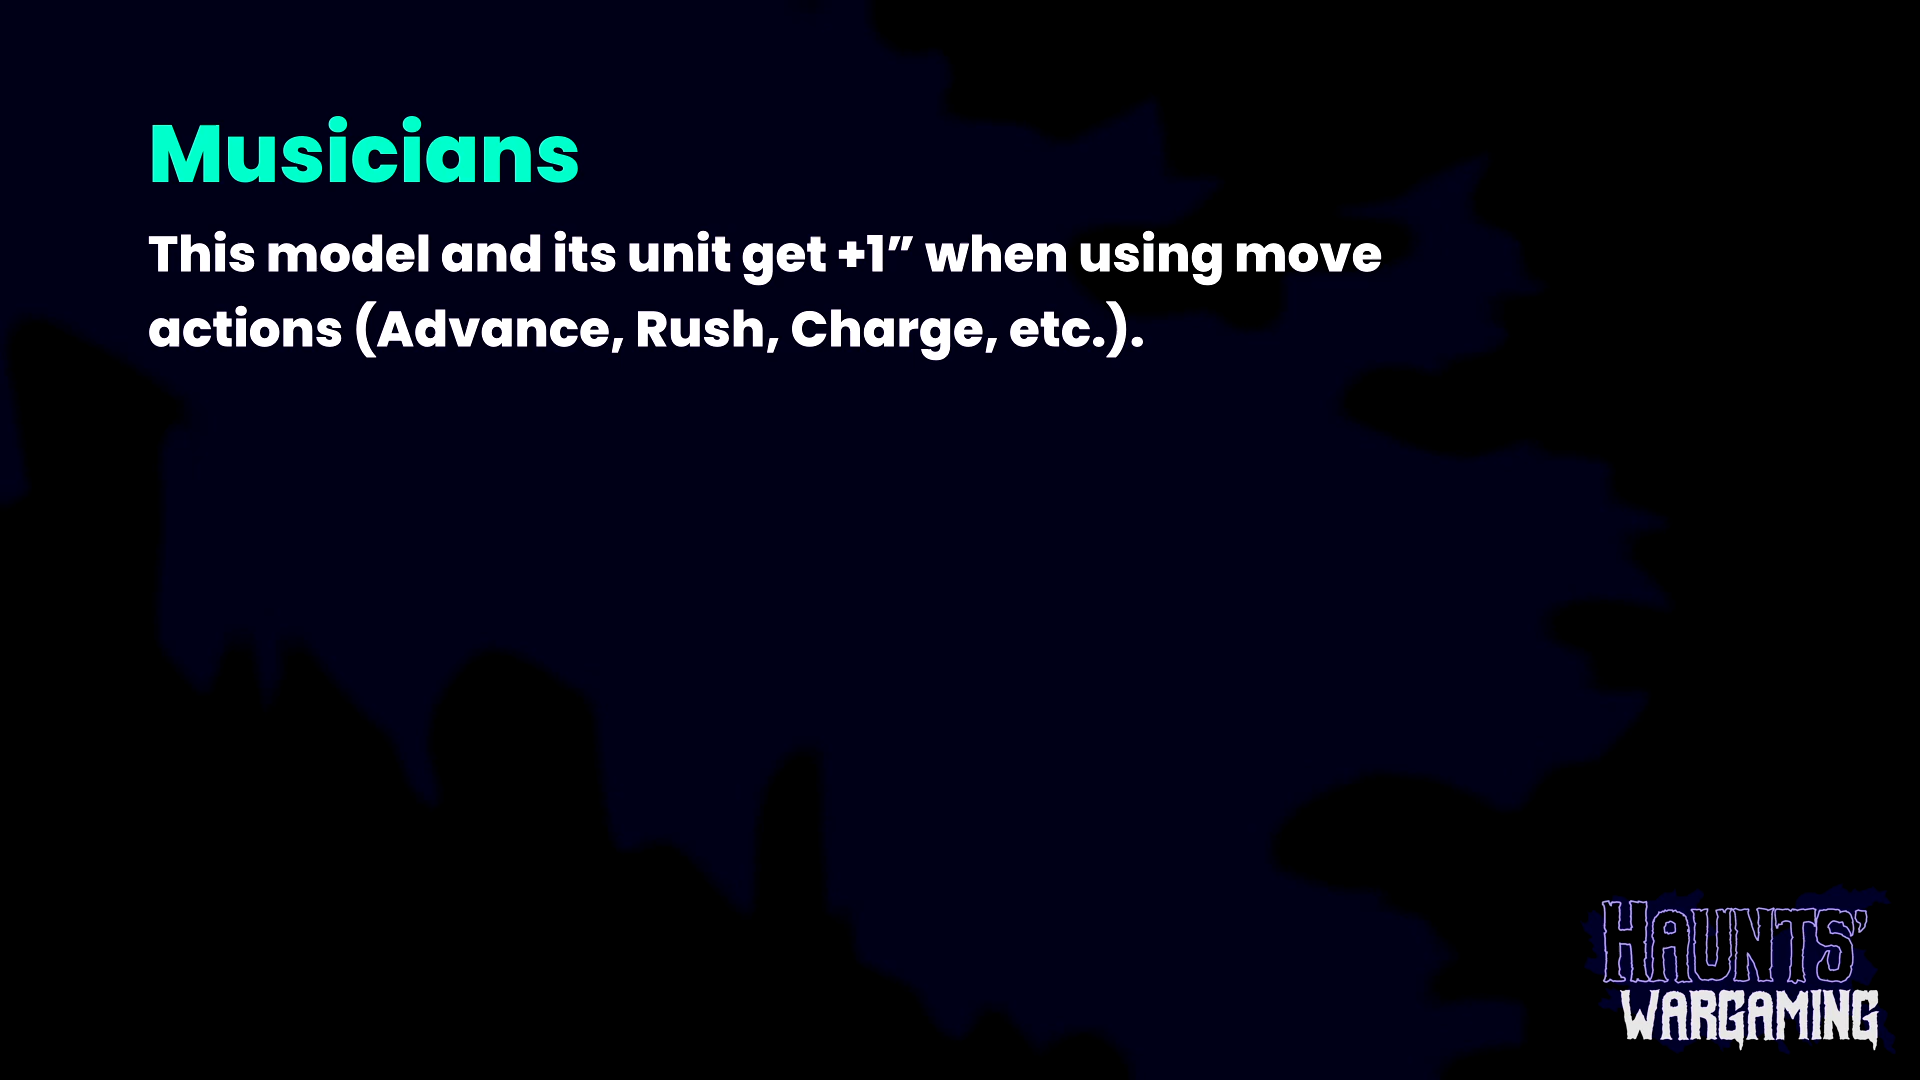 Musicians
This model and its unit get +1” when using move
actions (Advance, Rush, Charge, etc.).
HAUNTS’
WARGAMING